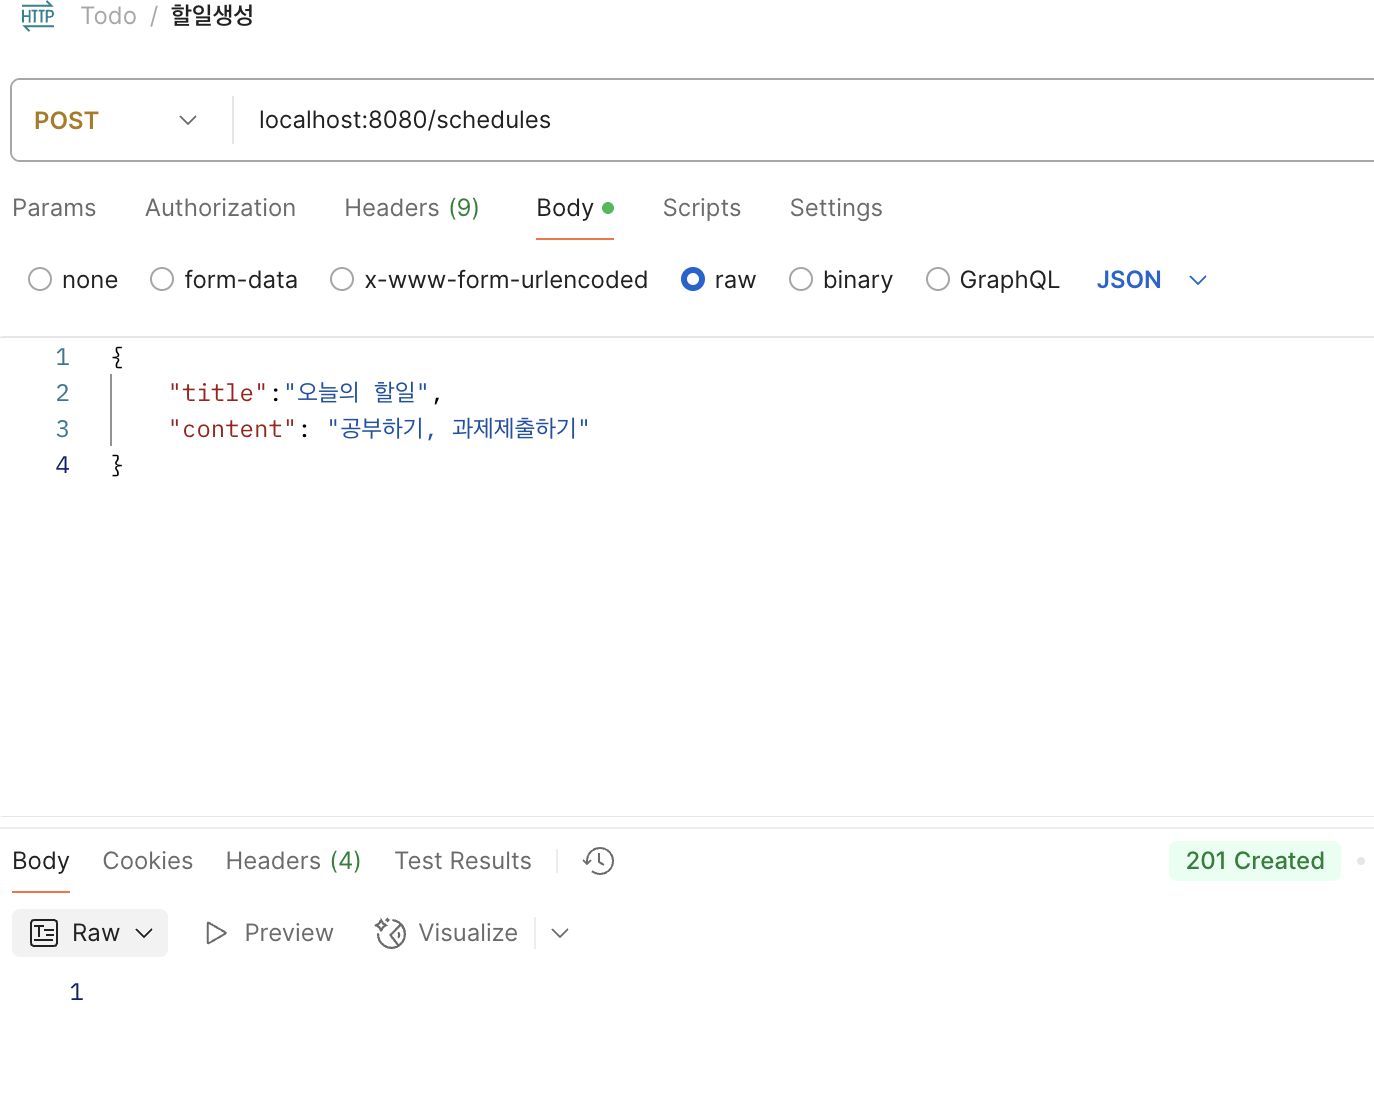 HTTP Todo / 할일생성
POST localhost:8080/schedules
Params Authorization Headers (9) Body Scripts Settings
none form-data x-www-form-urlencoded raw binary GraphQL JSON
1 {
2 "title":"오늘의 할일",
3 "content": "공부하기, 과제제출하기"
4 }
Body Cookies Headers (4) Test Results 201 Created
Raw Preview Visualize
1